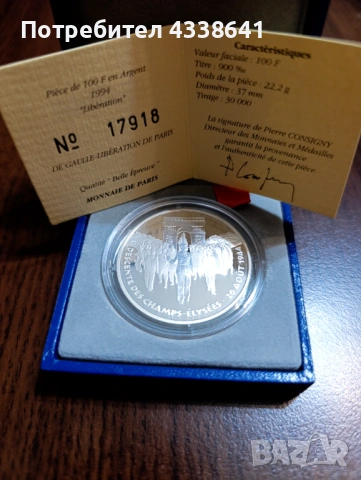 Потребител 4338641
Pièce de 100 F en Argent
1994
"Libération"
No 17918
DE GAULLE-LIBÉRATION DE PARIS
Qualité "Belle Épreuve"
MONNAIE DE PARIS
Caractéristiques
Valeur faciale : 100 F
Titre : 900 ‰
Poids de la pièce : 22,2 g
Diamètre : 37 mm
Tirage : 30 000
La signature de Pierre CONSIGNY
Directeur des Monnaies et Médailles
garantit la provenance
et l'authenticité de cette pièce.
DESCENTE DES CHAMPS-ÉLYSÉES 26 AOUT 1944
BAZAR